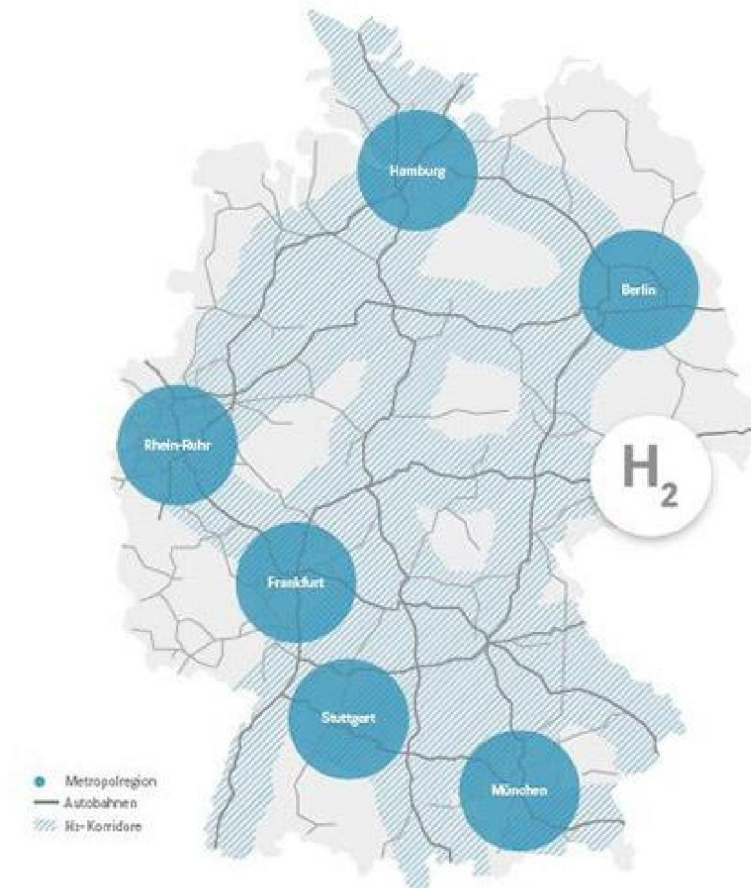 Hamburg
Berlin
Rhein-Ruhr
H₂
Frankfurt
Stuttgart
München
Metropolregion
Autobahnen
H₂-Korridore